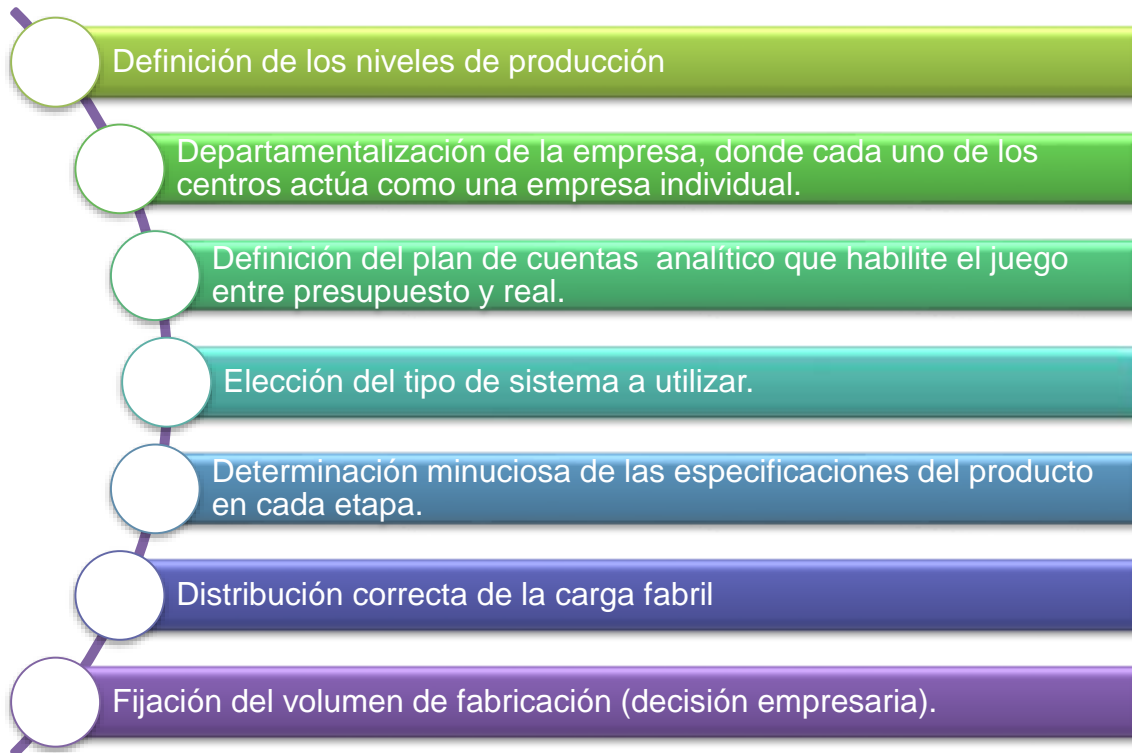 Definición de los niveles de producción
Departamentalización de la empresa, donde cada uno de los
centros actúa como una empresa individual.
Definición del plan de cuentas  analítico que habilite el juego
entre presupuesto y real.
Elección del tipo de sistema a utilizar.
Determinación minuciosa de las especificaciones del producto
en cada etapa.
Distribución correcta de la carga fabril
Fijación del volumen de fabricación (decisión empresaria).